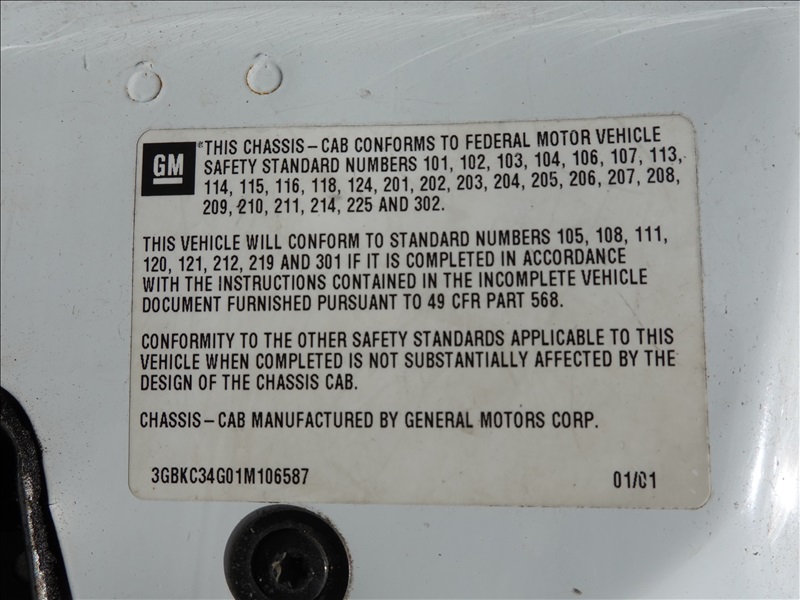 GM
® THIS CHASSIS-CAB CONFORMS TO FEDERAL MOTOR VEHICLE
SAFETY STANDARD NUMBERS 101, 102, 103, 104, 106, 107, 113,
114, 115, 116, 118, 124, 201, 202, 203, 204, 205, 206, 207, 208,
209, 210, 211, 214, 225 AND 302.
THIS VEHICLE WILL CONFORM TO STANDARD NUMBERS 105, 108, 111,
120, 121, 212, 219 AND 301 IF IT IS COMPLETED IN ACCORDANCE
WITH THE INSTRUCTIONS CONTAINED IN THE INCOMPLETE VEHICLE
DOCUMENT FURNISHED PURSUANT TO 49 CFR PART 568.
CONFORMITY TO THE OTHER SAFETY STANDARDS APPLICABLE TO THIS
VEHICLE WHEN COMPLETED IS NOT SUBSTANTIALLY AFFECTED BY THE
DESIGN OF THE CHASSIS CAB.
CHASSIS-CAB MANUFACTURED BY GENERAL MOTORS CORP.
3GBKC34G01M106587 01/01